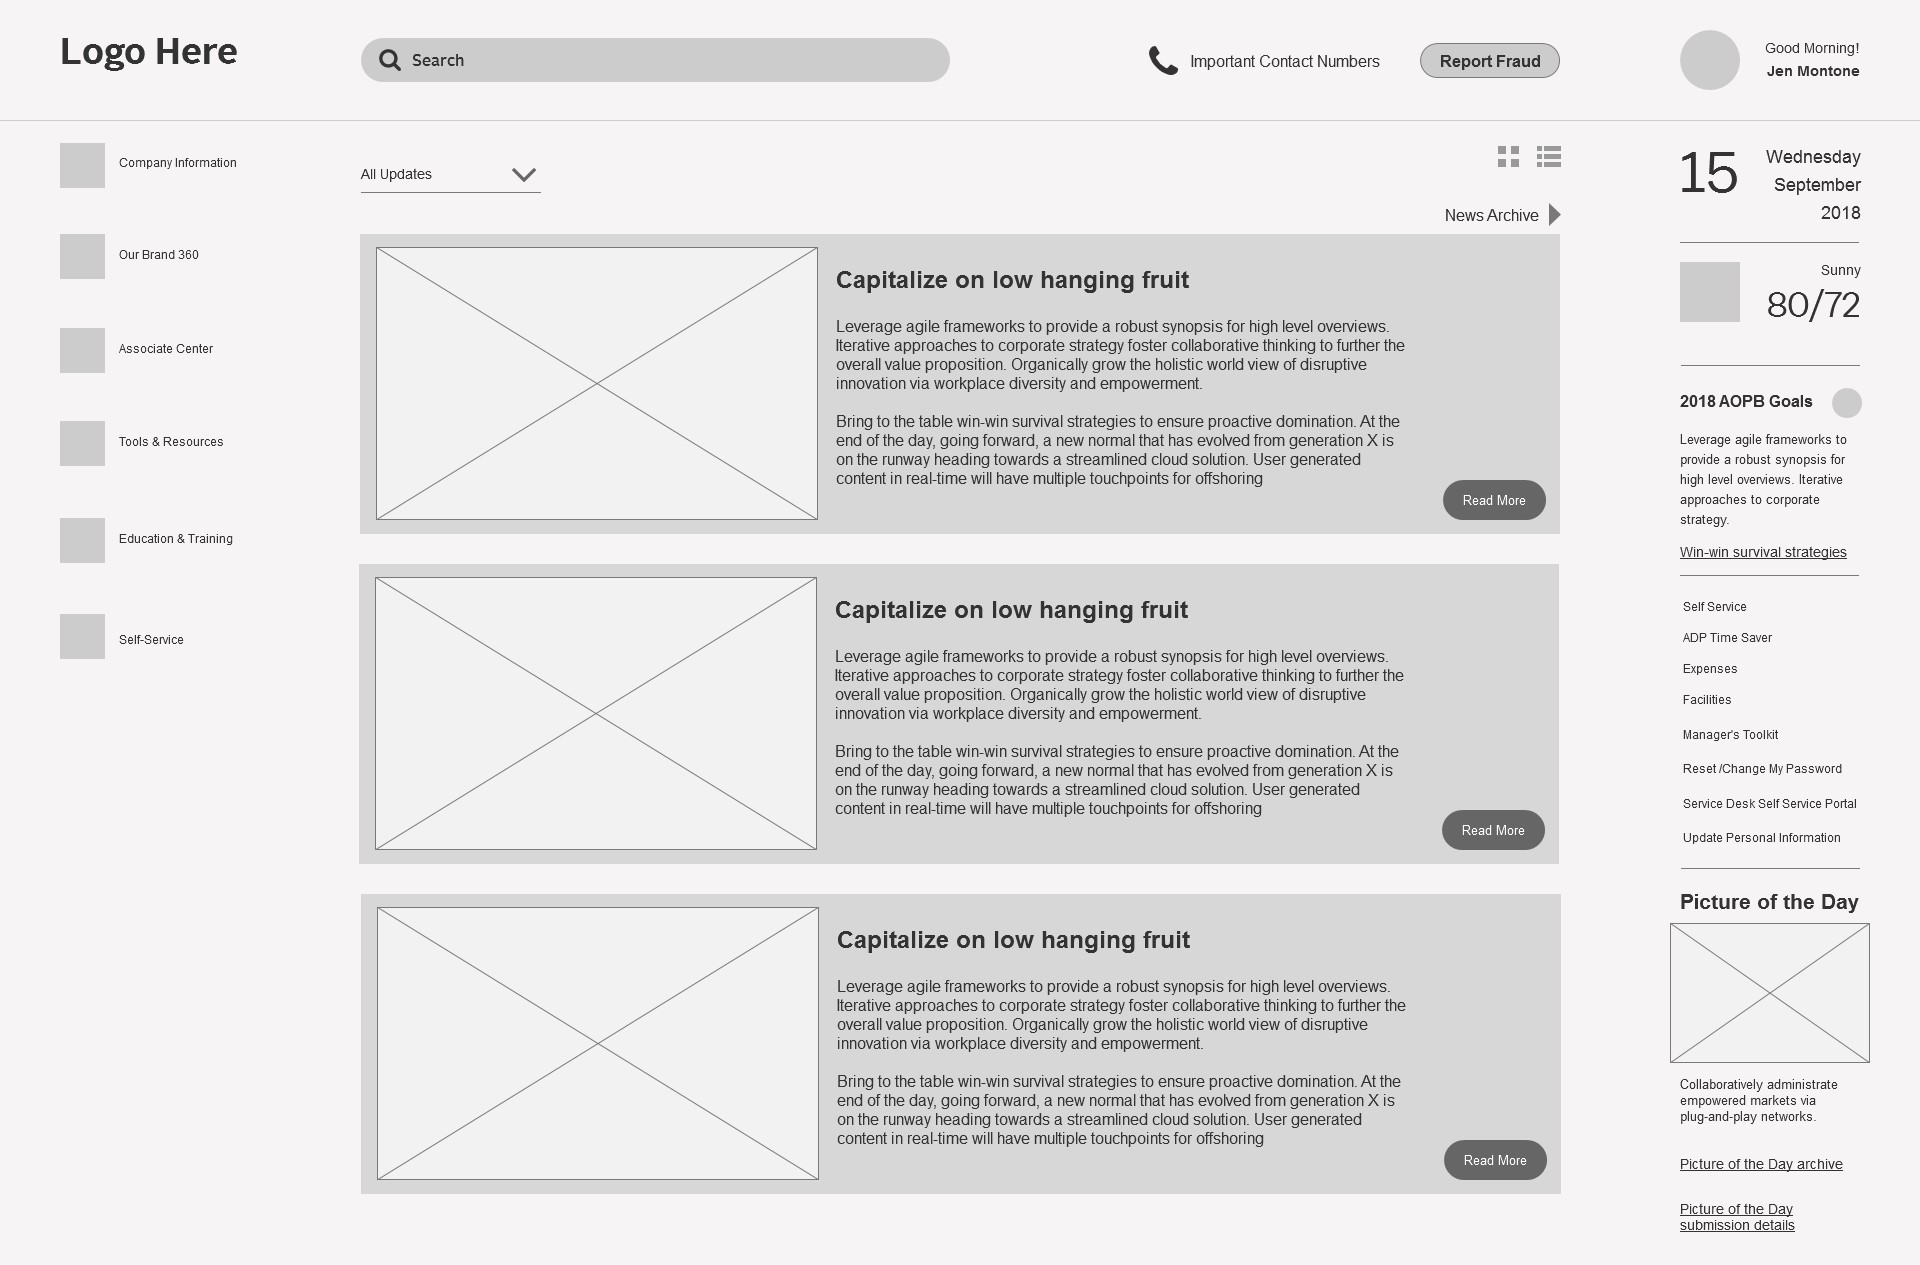 Logo Here
Search
Important Contact Numbers
Report Fraud
Good Morning!
Jen Montone
Company Information
Our Brand 360
Associate Center
Tools & Resources
Education & Training
Self-Service
All Updates
News Archive
Capitalize on low hanging fruit
Leverage agile frameworks to provide a robust synopsis for high level overviews.
Iterative approaches to corporate strategy foster collaborative thinking to further the
overall value proposition. Organically grow the holistic world view of disruptive
innovation via workplace diversity and empowerment.
Bring to the table win-win survival strategies to ensure proactive domination. At the
end of the day, going forward, a new normal that has evolved from generation X is
on the runway heading towards a streamlined cloud solution. User generated
content in real-time will have multiple touchpoints for offshoring
Read More
Capitalize on low hanging fruit
Leverage agile frameworks to provide a robust synopsis for high level overviews.
Iterative approaches to corporate strategy foster collaborative thinking to further the
overall value proposition. Organically grow the holistic world view of disruptive
innovation via workplace diversity and empowerment.
Bring to the table win-win survival strategies to ensure proactive domination. At the
end of the day, going forward, a new normal that has evolved from generation X is
on the runway heading towards a streamlined cloud solution. User generated
content in real-time will have multiple touchpoints for offshoring
Read More
Capitalize on low hanging fruit
Leverage agile frameworks to provide a robust synopsis for high level overviews.
Iterative approaches to corporate strategy foster collaborative thinking to further the
overall value proposition. Organically grow the holistic world view of disruptive
innovation via workplace diversity and empowerment.
Bring to the table win-win survival strategies to ensure proactive domination. At the
end of the day, going forward, a new normal that has evolved from generation X is
on the runway heading towards a streamlined cloud solution. User generated
content in real-time will have multiple touchpoints for offshoring
Read More
15
Wednesday
September
2018
Sunny
80/72
2018 AOPB Goals
Leverage agile frameworks to
provide a robust synopsis for
high level overviews. Iterative
approaches to corporate
strategy.
Win-win survival strategies
Self Service
ADP Time Saver
Expenses
Facilities
Manager's Toolkit
Reset /Change My Password
Service Desk Self Service Portal
Update Personal Information
Picture of the Day
Collaboratively administrate
empowered markets via
plug-and-play networks.
Picture of the Day archive
Picture of the Day
submission details